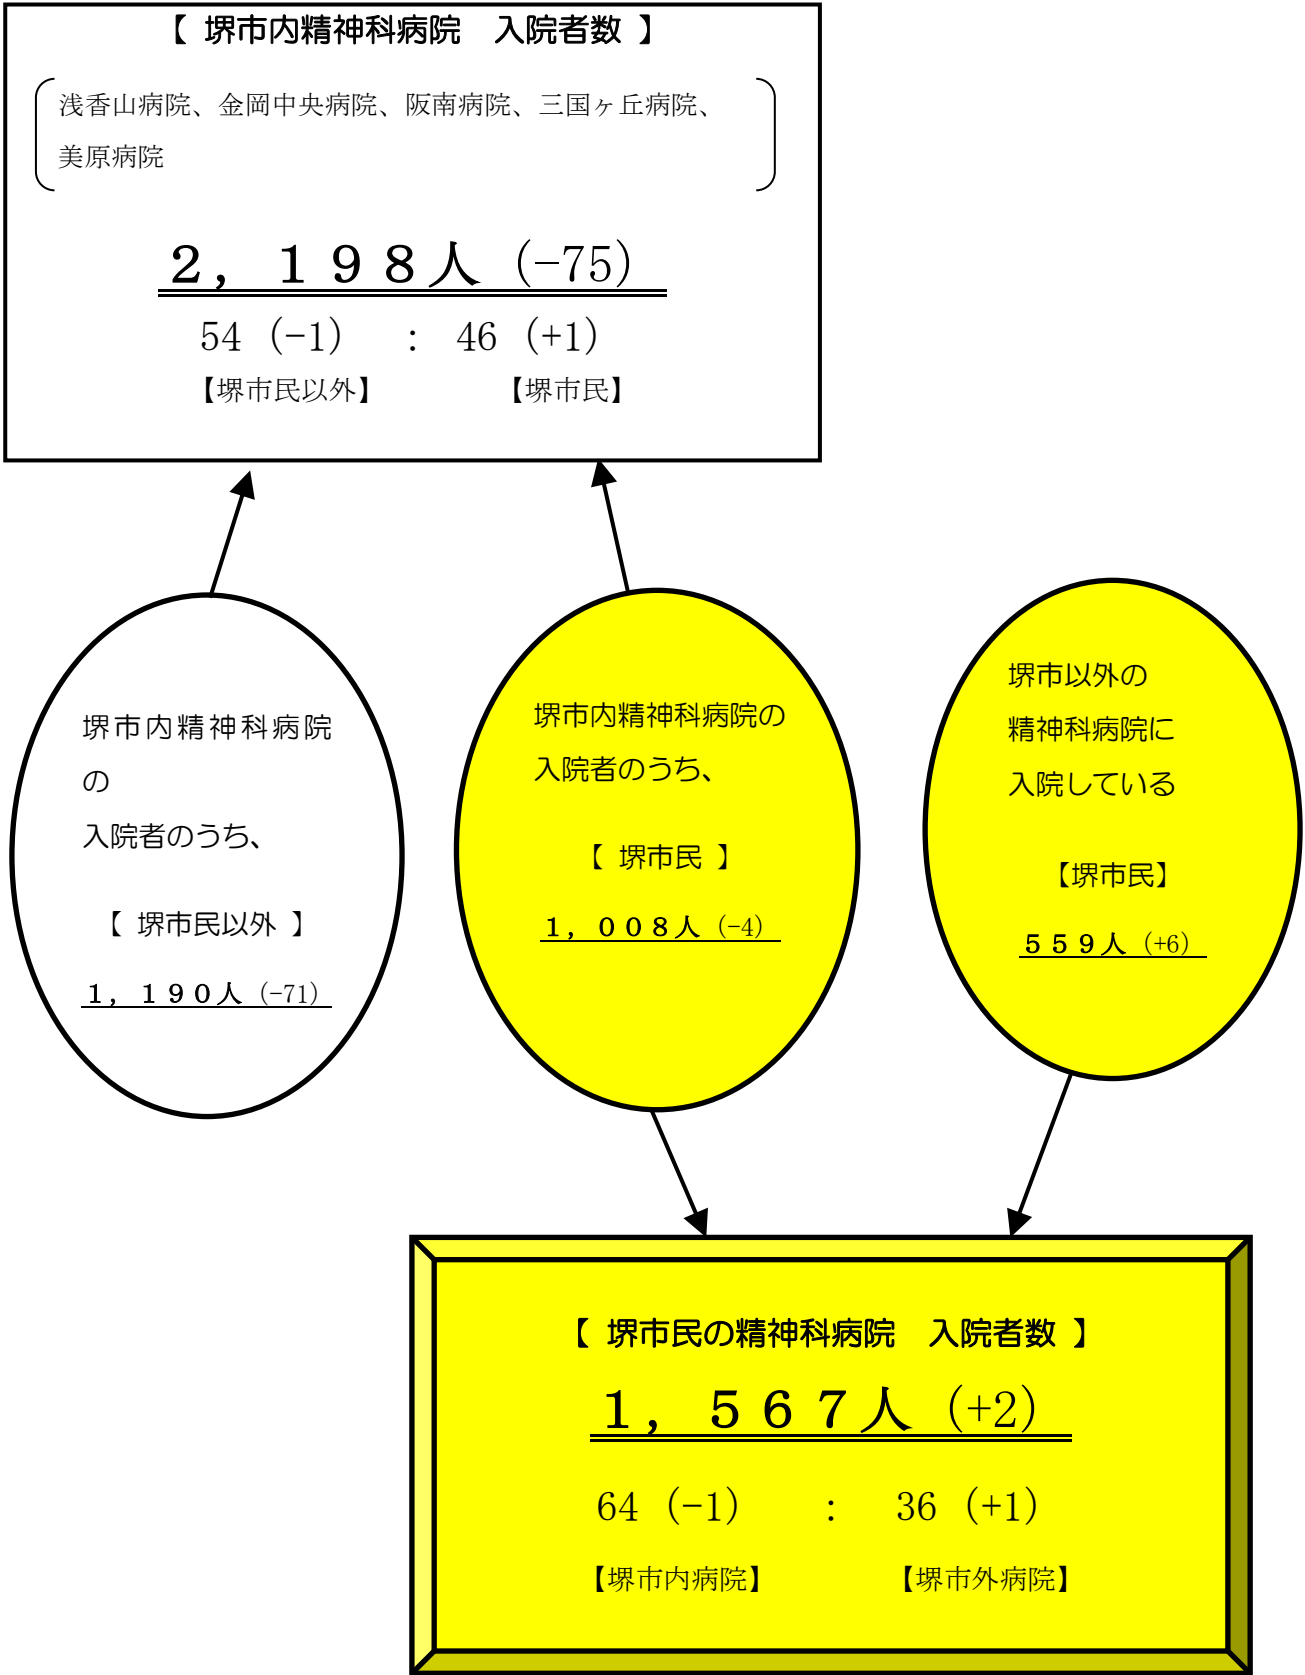 【 堺市内精神科病院　入院者数 】
浅香山病院、金岡中央病院、阪南病院、三国ヶ丘病院、
美原病院
２，１９８人（-75）
54（-1）　：　46（+1）
【堺市民以外】　【堺市民】
堺市内精神科病院
の
入院者のうち、
【 堺市民以外 】
１，１９０人（-71）
堺市内精神科病院の
入院者のうち、
【 堺市民 】
１，００８人（-4）
堺市以外の
精神科病院に
入院している
【堺市民】
５５９人（+6）
【 堺市民の精神科病院　入院者数 】
１，５６７人（+2）
64（-1）　：　36（+1）
【堺市内病院】　【堺市外病院】